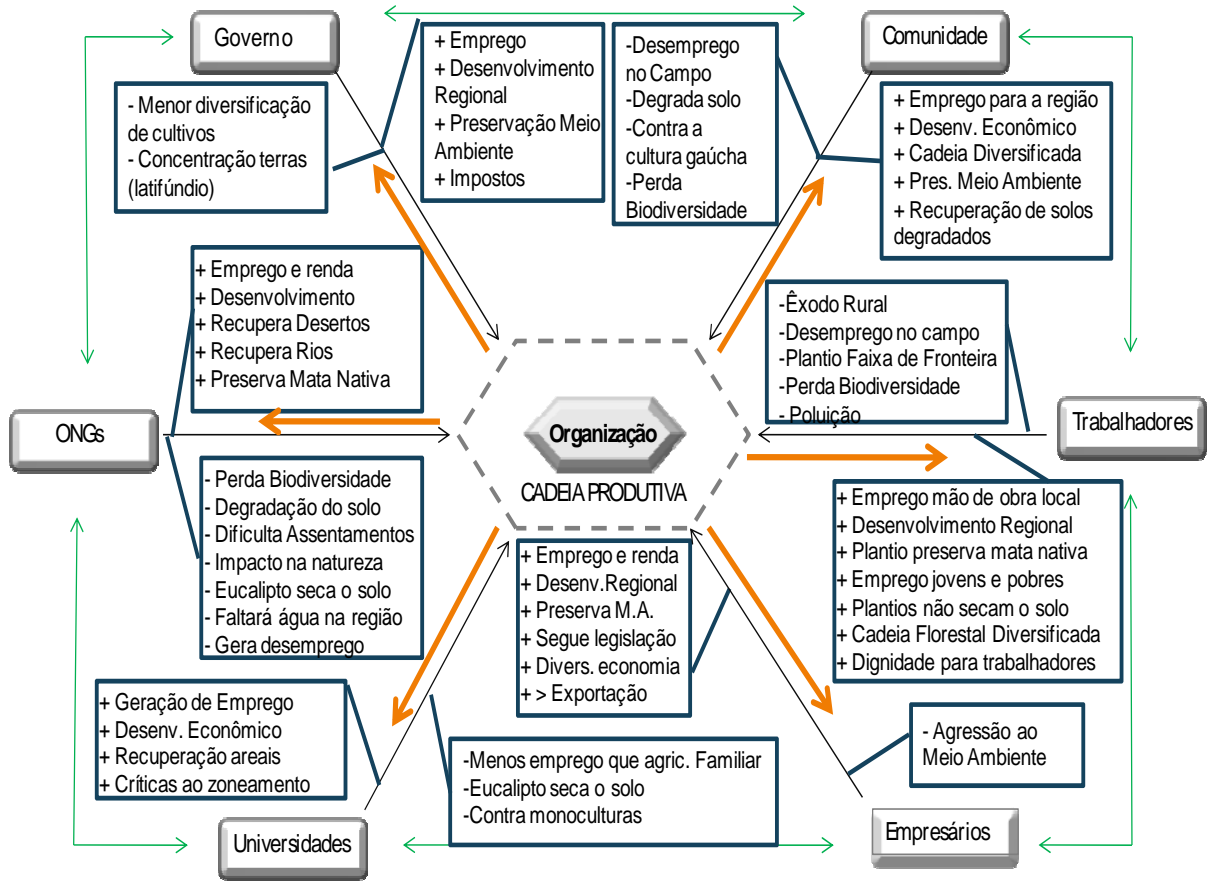 Governo
Comunidade
+ Emprego
+ Desenvolvimento
Regional
+ Preservação Meio
Ambiente
+ Impostos
-Desemprego
no Campo
-Degrada solo
-Contra a
cultura gaúcha
-Perda
Biodiversidade
- Menor diversificação
de cultivos
- Concentração terras
(latifúndio)
+ Emprego para a região
+ Desenv. Econômico
+ Cadeia Diversificada
+ Pres. Meio Ambiente
+ Recuperação de solos
degradados
+ Emprego e renda
+ Desenvolvimento
+ Recupera Desertos
+ Recupera Rios
+ Preserva Mata Nativa
-Êxodo Rural
-Desemprego no campo
-Plantio Faixa de Fronteira
-Perda Biodiversidade
- Poluição
ONGs
Organização
CADEIA PRODUTIVA
Trabalhadores
- Perda Biodiversidade
- Degradação do solo
- Dificulta Assentamentos
- Impacto na natureza
- Eucalipto seca o solo
- Faltará água na região
- Gera desemprego
+ Emprego e renda
+ Desenv.Regional
+ Preserva M.A.
+ Segue legislação
+ Divers. economia
+ > Exportação
+ Emprego mão de obra local
+ Desenvolvimento Regional
+ Plantio preserva mata nativa
+ Emprego jovens e pobres
+ Plantios não secam o solo
+ Cadeia Florestal Diversificada
+ Dignidade para trabalhadores
+ Geração de Emprego
+ Desenv. Econômico
+ Recuperação areais
+ Críticas ao zoneamento
-Menos emprego que agric. Familiar
-Eucalipto seca o solo
-Contra monoculturas
- Agressão ao
Meio Ambiente
Universidades
Empresários